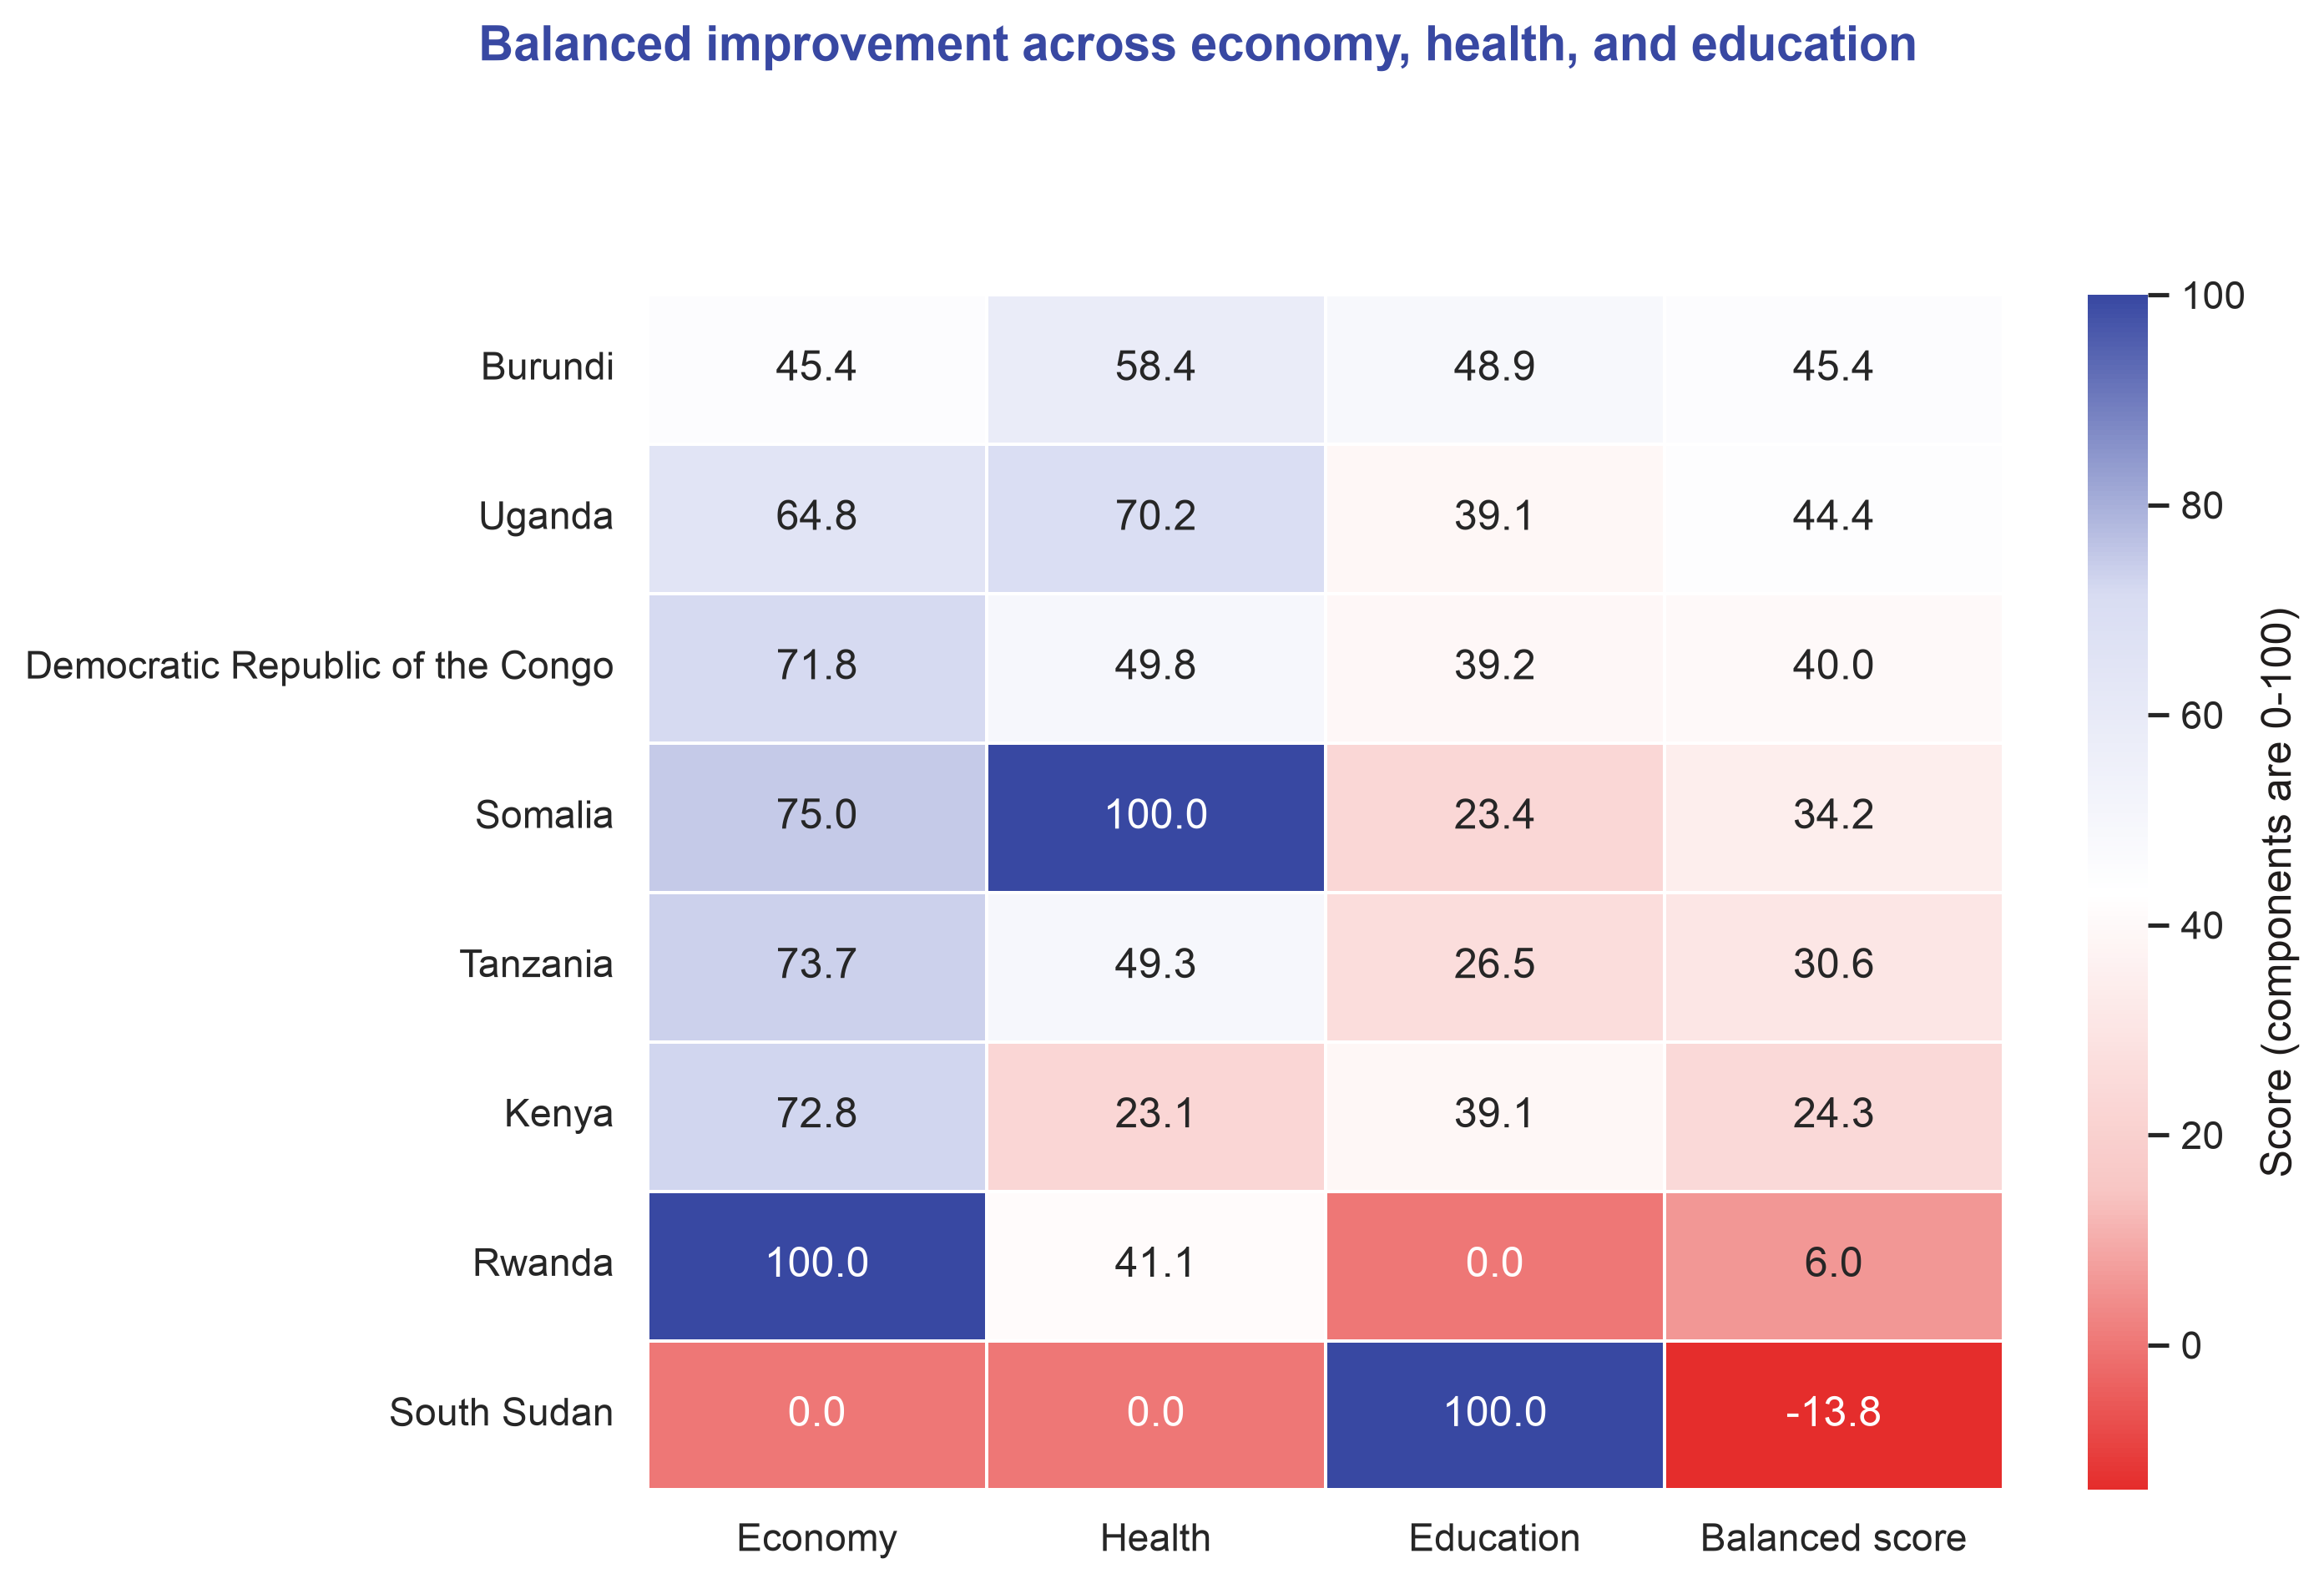 Balanced improvement across economy, health, and education
Burundi 45.4 58.4 48.9 45.4
Uganda 64.8 70.2 39.1 44.4
Democratic Republic of the Congo 71.8 49.8 39.2 40.0
Somalia 75.0 100.0 23.4 34.2
Tanzania 73.7 49.3 26.5 30.6
Kenya 72.8 23.1 39.1 24.3
Rwanda 100.0 41.1 0.0 6.0
South Sudan 0.0 0.0 100.0 -13.8
Economy Health Education Balanced score
100
80
60
40
20
0
Score (components are 0-100)